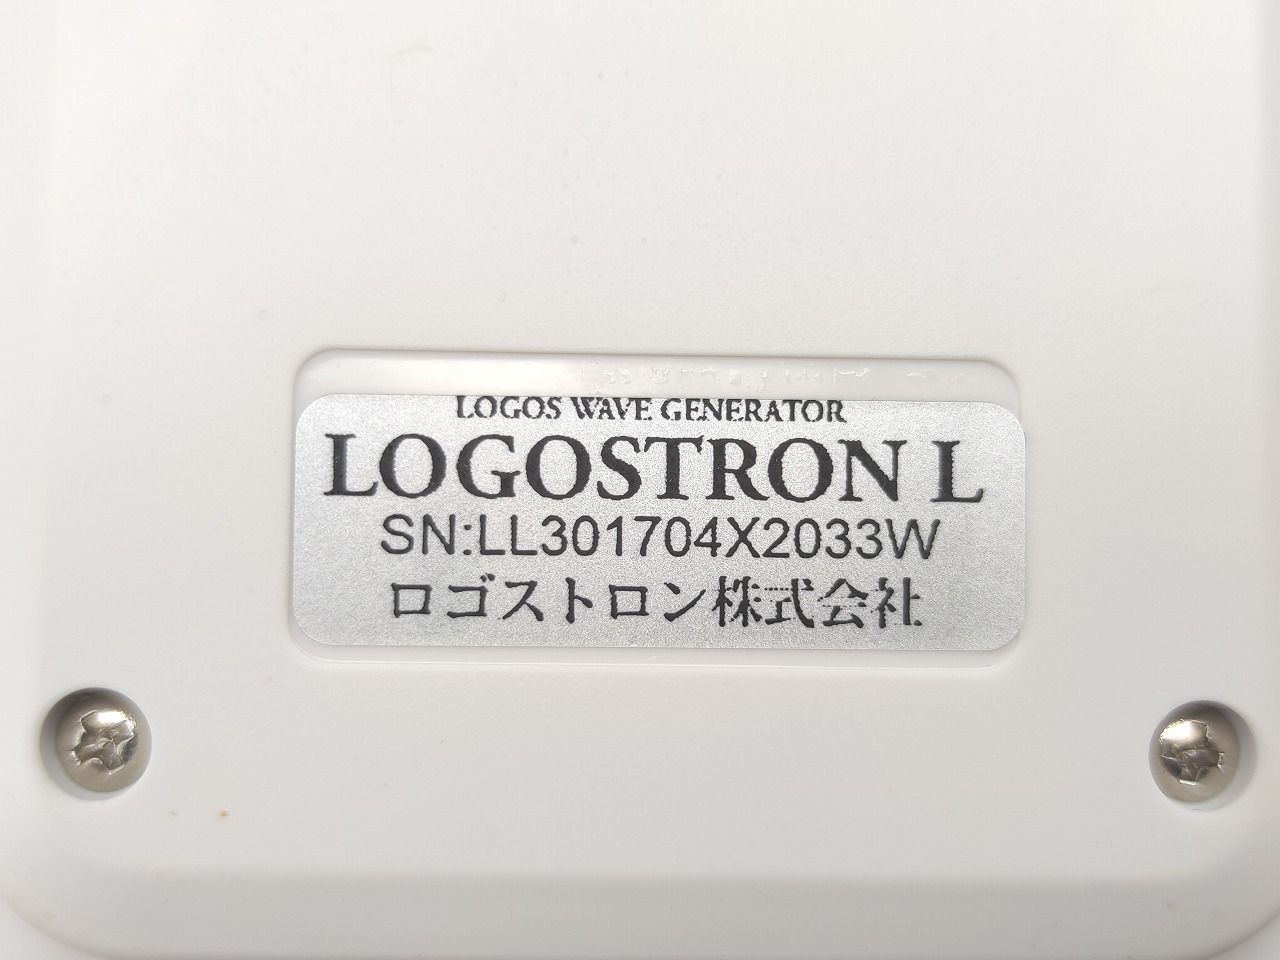 LOGOS WAVE GENERATOR
LOGOSTRON L
SN:LL301704X2033W
ロゴストロン株式会社